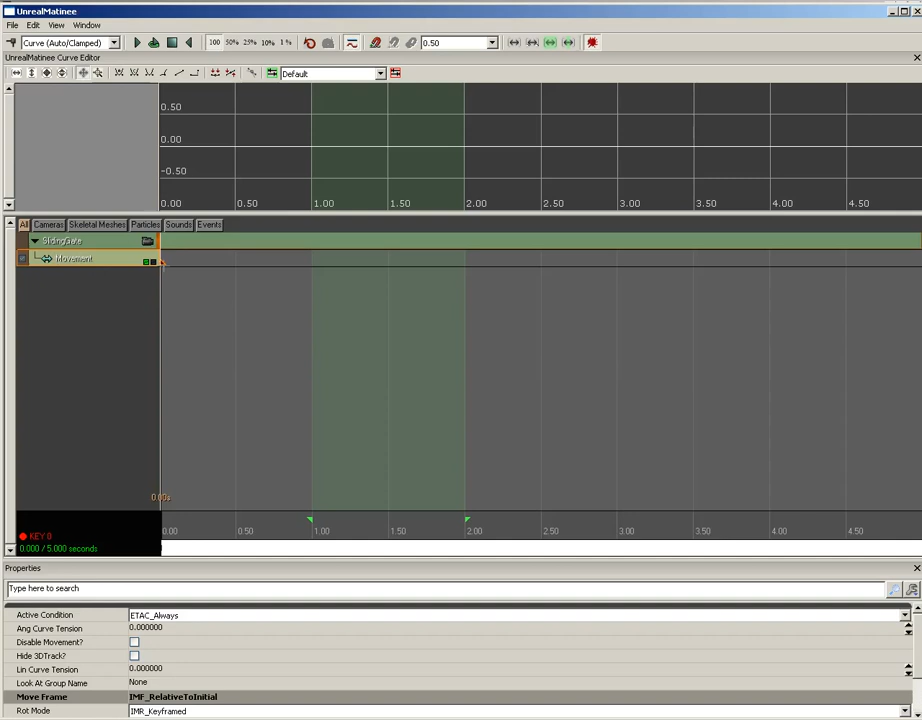 UnrealMatinee
File Edit View Window
Curve (Auto/Clamped) 100 50% 25% 10% 1% 0.50
UnrealMatinee Curve Editor
Default
0.50
0.00
-0.50
0.00 0.50 1.00 1.50 2.00 2.50 3.00 3.50 4.00 4.50
All Cameras Skeletal Meshes Particles Sounds Events
SlidingGate
Movement
0.00s
0.00 0.50 1.00 1.50 2.00 2.50 3.00 3.50 4.00 4.50
KEY 0
0.000 / 5.000 seconds
Properties
Type here to search
Active Condition ETAC_Always
Ang Curve Tension 0.000000
Disable Movement?
Hide 3DTrack?
Lin Curve Tension 0.000000
Look At Group Name None
Move Frame IMF_RelativeToInitial
Rot Mode IMR_Keyframed